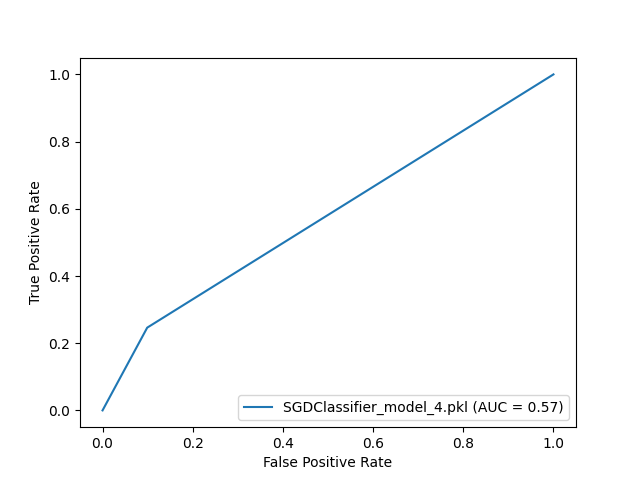 1.0
0.8
0.6
0.4
0.2
0.0
True Positive Rate
SGDClassifier_model_4.pkl (AUC = 0.57)
0.0 0.2 0.4 0.6 0.8 1.0
False Positive Rate